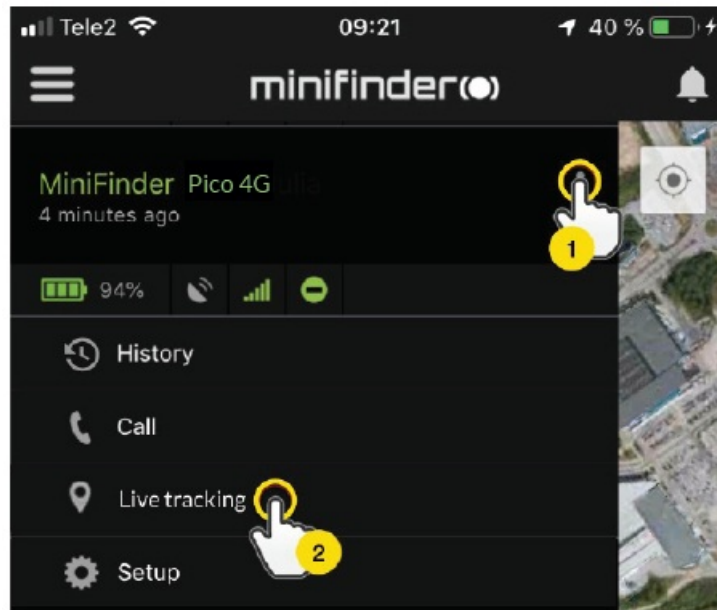 Tele2 09:21 40 %
minifinder
MiniFinder Pico 4G
4 minutes ago
1
94%
History
Call
Live tracking
2
Setup